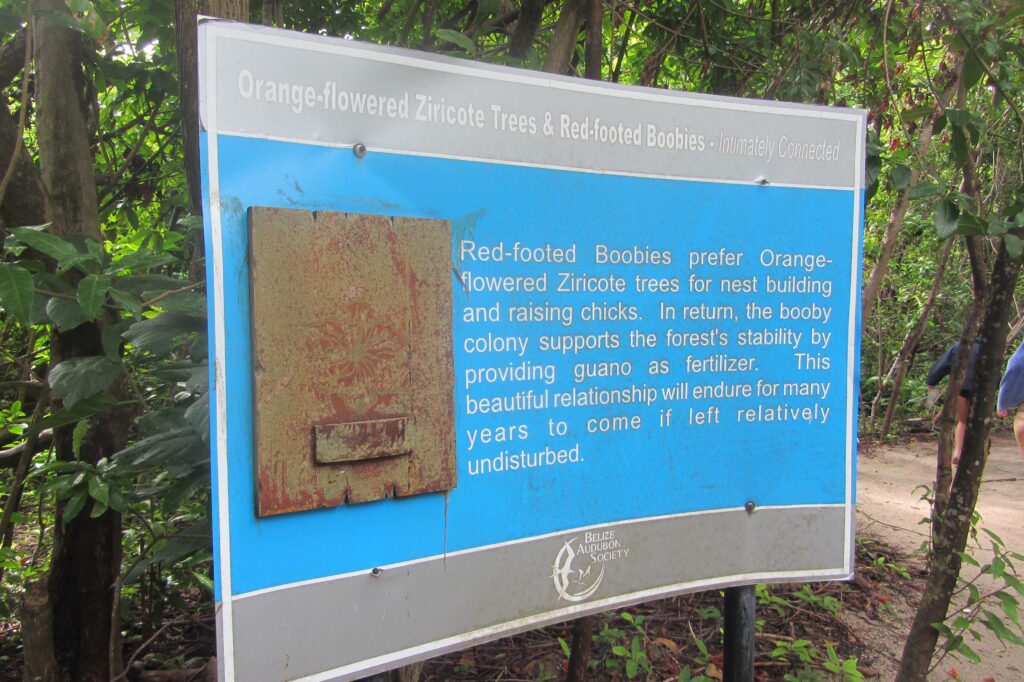 Orange-flowered Ziricote Trees & Red-footed Boobies - Intimately Connected
Red-footed Boobies prefer Orange-
flowered Ziricote trees for nest building
and raising chicks. In return, the booby
colony supports the forest's stability by
providing guano as fertilizer. This
beautiful relationship will endure for many
years to come if left relatively
undisturbed.
BELIZE
AUDUBON
SOCIETY